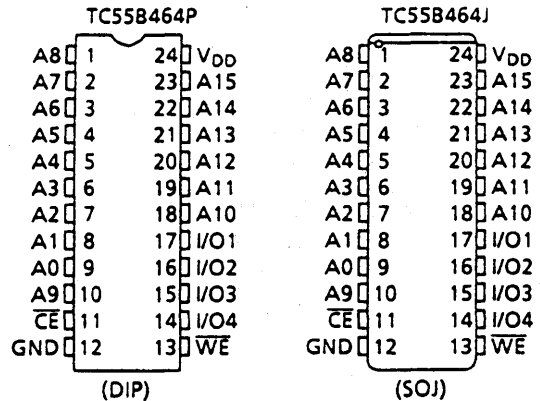 TC55B464P
A8 1 24 VDD
A7 2 23 A15
A6 3 22 A14
A5 4 21 A13
A4 5 20 A12
A3 6 19 A11
A2 7 18 A10
A1 8 17 I/O1
A0 9 16 I/O2
A9 10 15 I/O3
C̅E̅ 11 14 I/O4
GND 12 13 W̅E̅
(DIP)
TC55B464J
A8 1 24 VDD
A7 2 23 A15
A6 3 22 A14
A5 4 21 A13
A4 5 20 A12
A3 6 19 A11
A2 7 18 A10
A1 8 17 I/O1
A0 9 16 I/O2
A9 10 15 I/O3
C̅E̅ 11 14 I/O4
GND 12 13 W̅E̅
(SOJ)